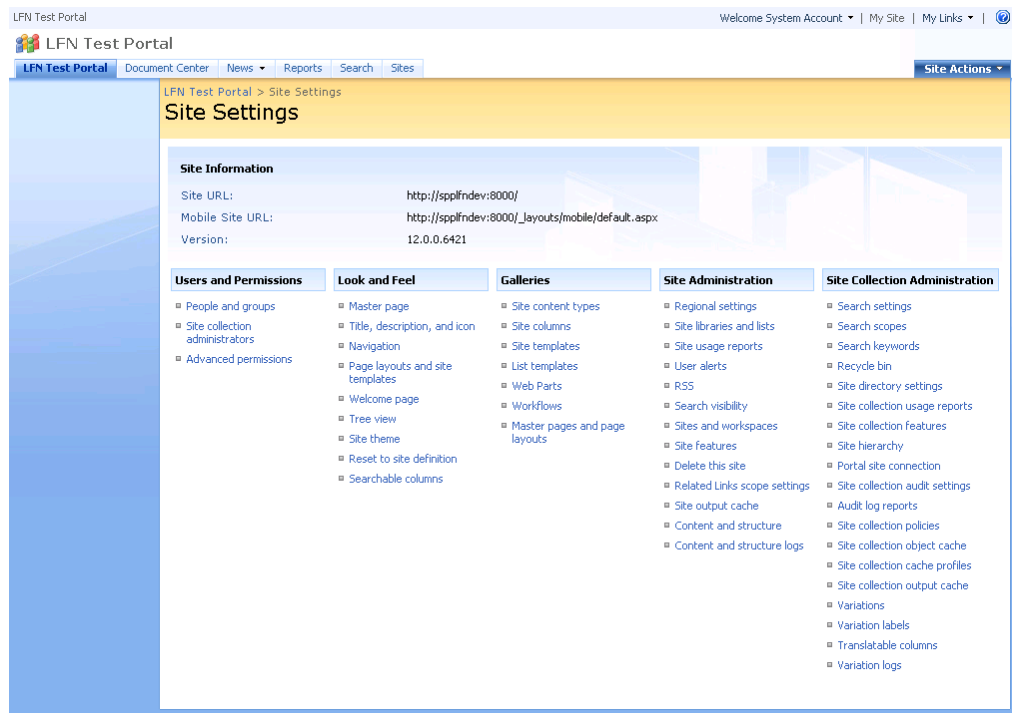 LFN Test Portal
Welcome System Account | My Site | My Links |
LFN Test Portal
LFN Test Portal Document Center News Reports Search Sites
Site Actions
LFN Test Portal > Site Settings
Site Settings
Site Information
Site URL: http://spplfndev:8000/
Mobile Site URL: http://spplfndev:8000/_layouts/mobile/default.aspx
Version: 12.0.0.6421
Users and Permissions
People and groups
Site collection
administrators
Advanced permissions
Look and Feel
Master page
Title, description, and icon
Navigation
Page layouts and site
templates
Welcome page
Tree view
Site theme
Reset to site definition
Searchable columns
Galleries
Site content types
Site columns
Site templates
List templates
Web Parts
Workflows
Master pages and page
layouts
Site Administration
Regional settings
Site libraries and lists
Site usage reports
User alerts
RSS
Search visibility
Sites and workspaces
Site features
Delete this site
Related Links scope settings
Site output cache
Content and structure
Content and structure logs
Site Collection Administration
Search settings
Search scopes
Search keywords
Recycle bin
Site directory settings
Site collection usage reports
Site collection features
Site hierarchy
Portal site connection
Site collection audit settings
Audit log reports
Site collection policies
Site collection object cache
Site collection cache profiles
Site collection output cache
Variations
Variation labels
Translatable columns
Variation logs